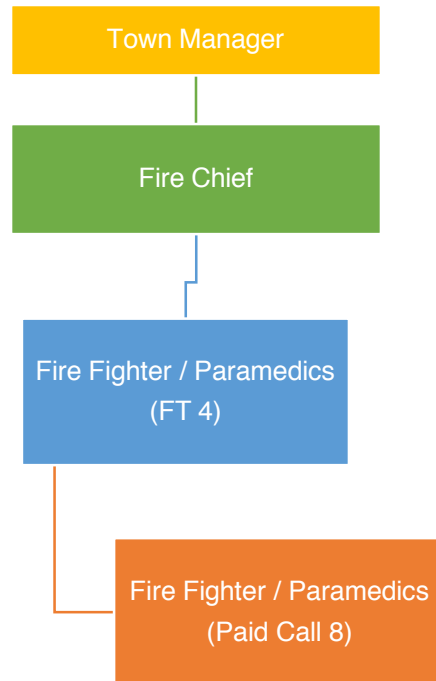 Town Manager
Fire Chief
Fire Fighter / Paramedics
(FT 4)
Fire Fighter / Paramedics
(Paid Call 8)